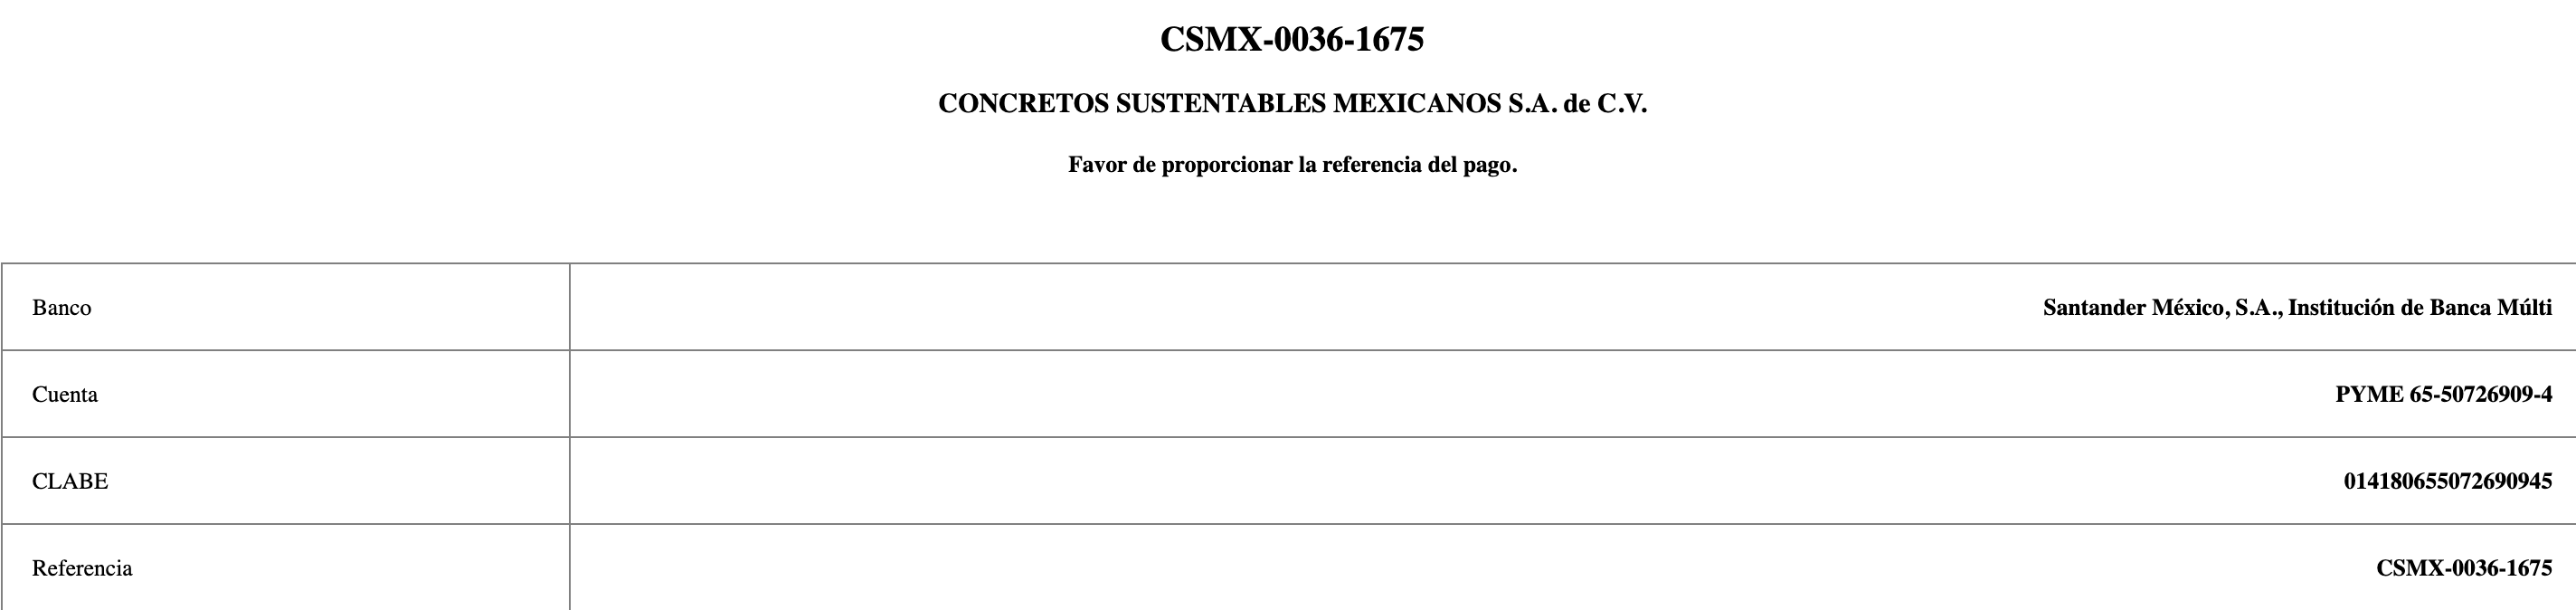 CSMX-0036-1675
CONCRETOS SUSTENTABLES MEXICANOS S.A. de C.V.
Favor de proporcionar la referencia del pago.
Banco Santander México, S.A., Institución de Banca Múlti
Cuenta PYME 65-50726909-4
CLABE 014180655072690945
Referencia CSMX-0036-1675